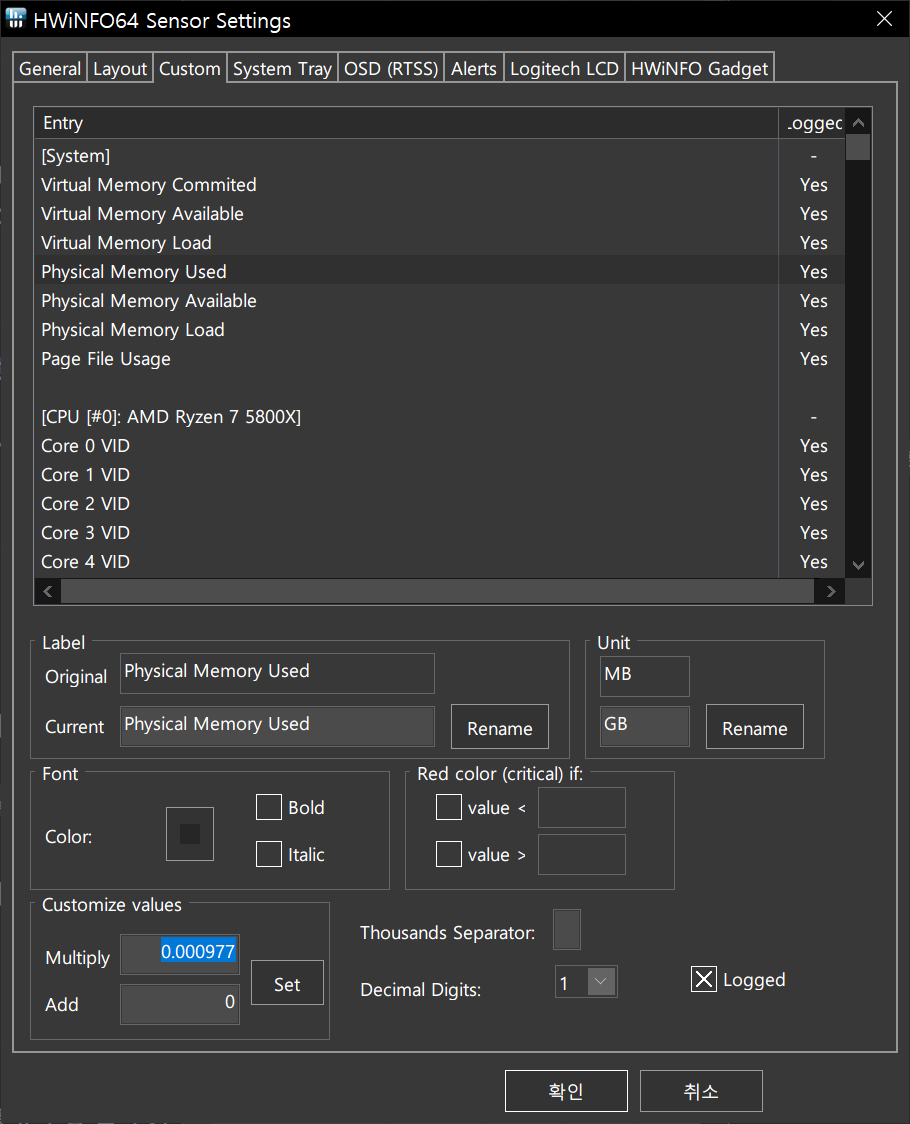 HWiNFO64 Sensor Settings
General Layout Custom System Tray OSD (RTSS) Alerts Logitech LCD HWiNFO Gadget
Entry Logged
[System] -
Virtual Memory Commited Yes
Virtual Memory Available Yes
Virtual Memory Load Yes
Physical Memory Used Yes
Physical Memory Available Yes
Physical Memory Load Yes
Page File Usage Yes
[CPU [#0]: AMD Ryzen 7 5800X] -
Core 0 VID Yes
Core 1 VID Yes
Core 2 VID Yes
Core 3 VID Yes
Core 4 VID Yes
Label
Original Physical Memory Used
Current Physical Memory Used Rename
Unit
MB
GB Rename
Font
Color:
Bold
Italic
Red color (critical) if:
value <
value >
Customize values
Multiply 0.000977
Add 0
Set
Thousands Separator:
Decimal Digits: 1
Logged
확인 취소